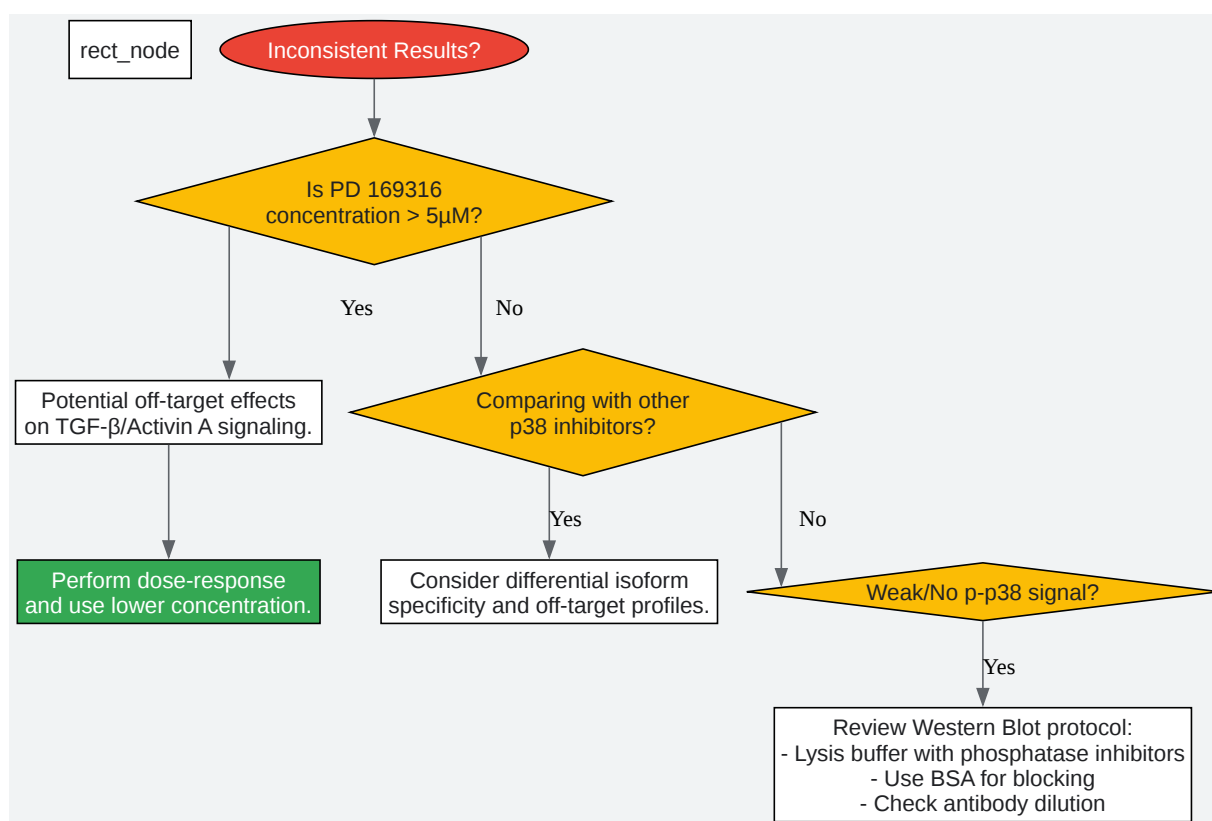 rect_node
Inconsistent Results?
Is PD 169316
concentration > 5µM?
Yes
No
Potential off-target effects
on TGF-β/Activin A signaling.
Comparing with other
p38 inhibitors?
Yes
No
Perform dose-response
and use lower concentration.
Consider differential isoform
specificity and off-target profiles.
Weak/No p-p38 signal?
Yes
Review Western Blot protocol:
- Lysis buffer with phosphatase inhibitors
- Use BSA for blocking
- Check antibody dilution